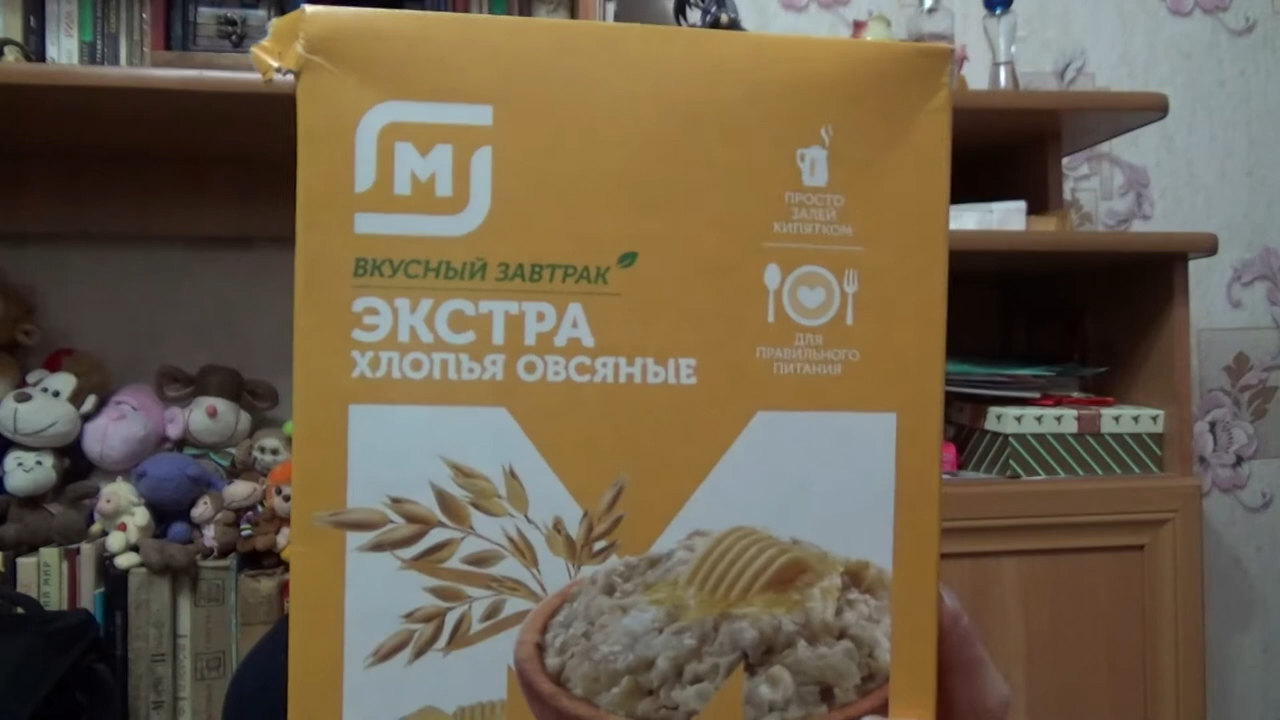 М
ВКУСНЫЙ ЗАВТРАК
ЭКСТРА
ХЛОПЬЯ ОВСЯНЫЕ
ПРОСТО
ЗАЛЕЙ
КИПЯТКОМ
ДЛЯ
ПРАВИЛЬНОГО
ПИТАНИЯ